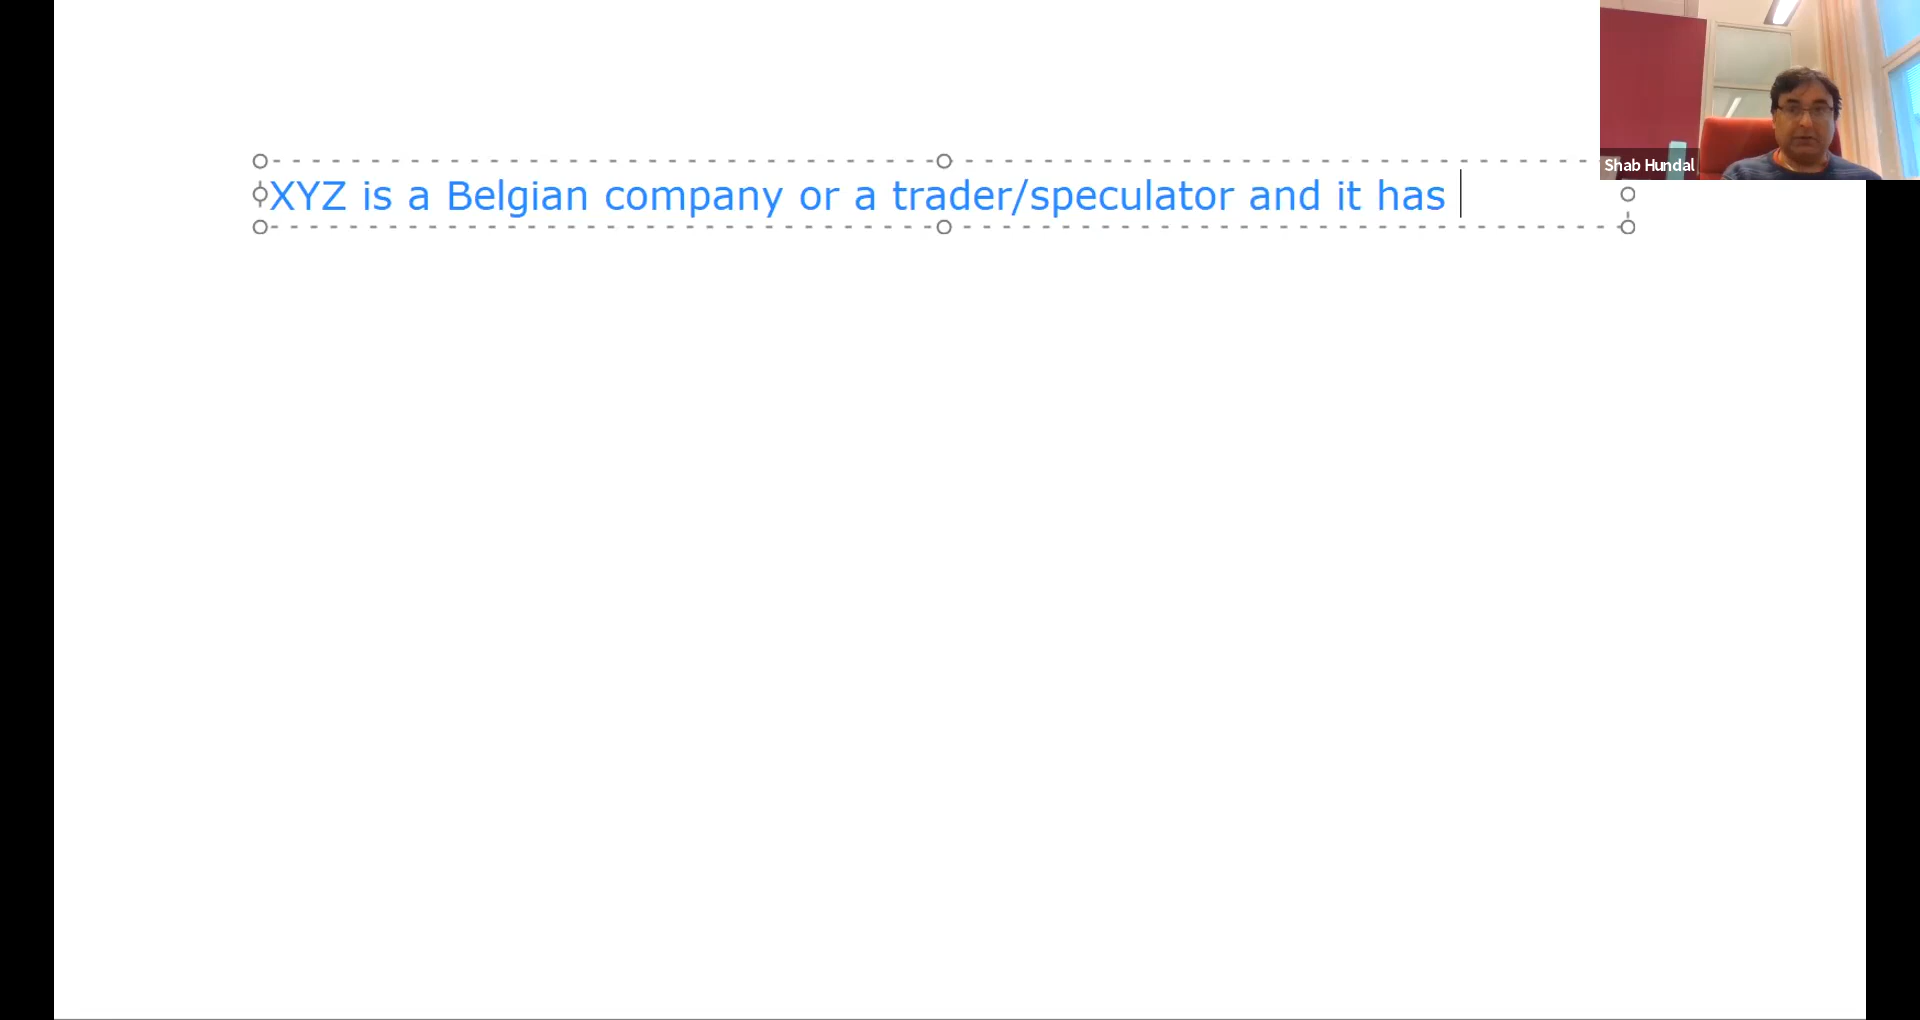 XYZ is a Belgian company or a trader/speculator and it has
Shab Hundal